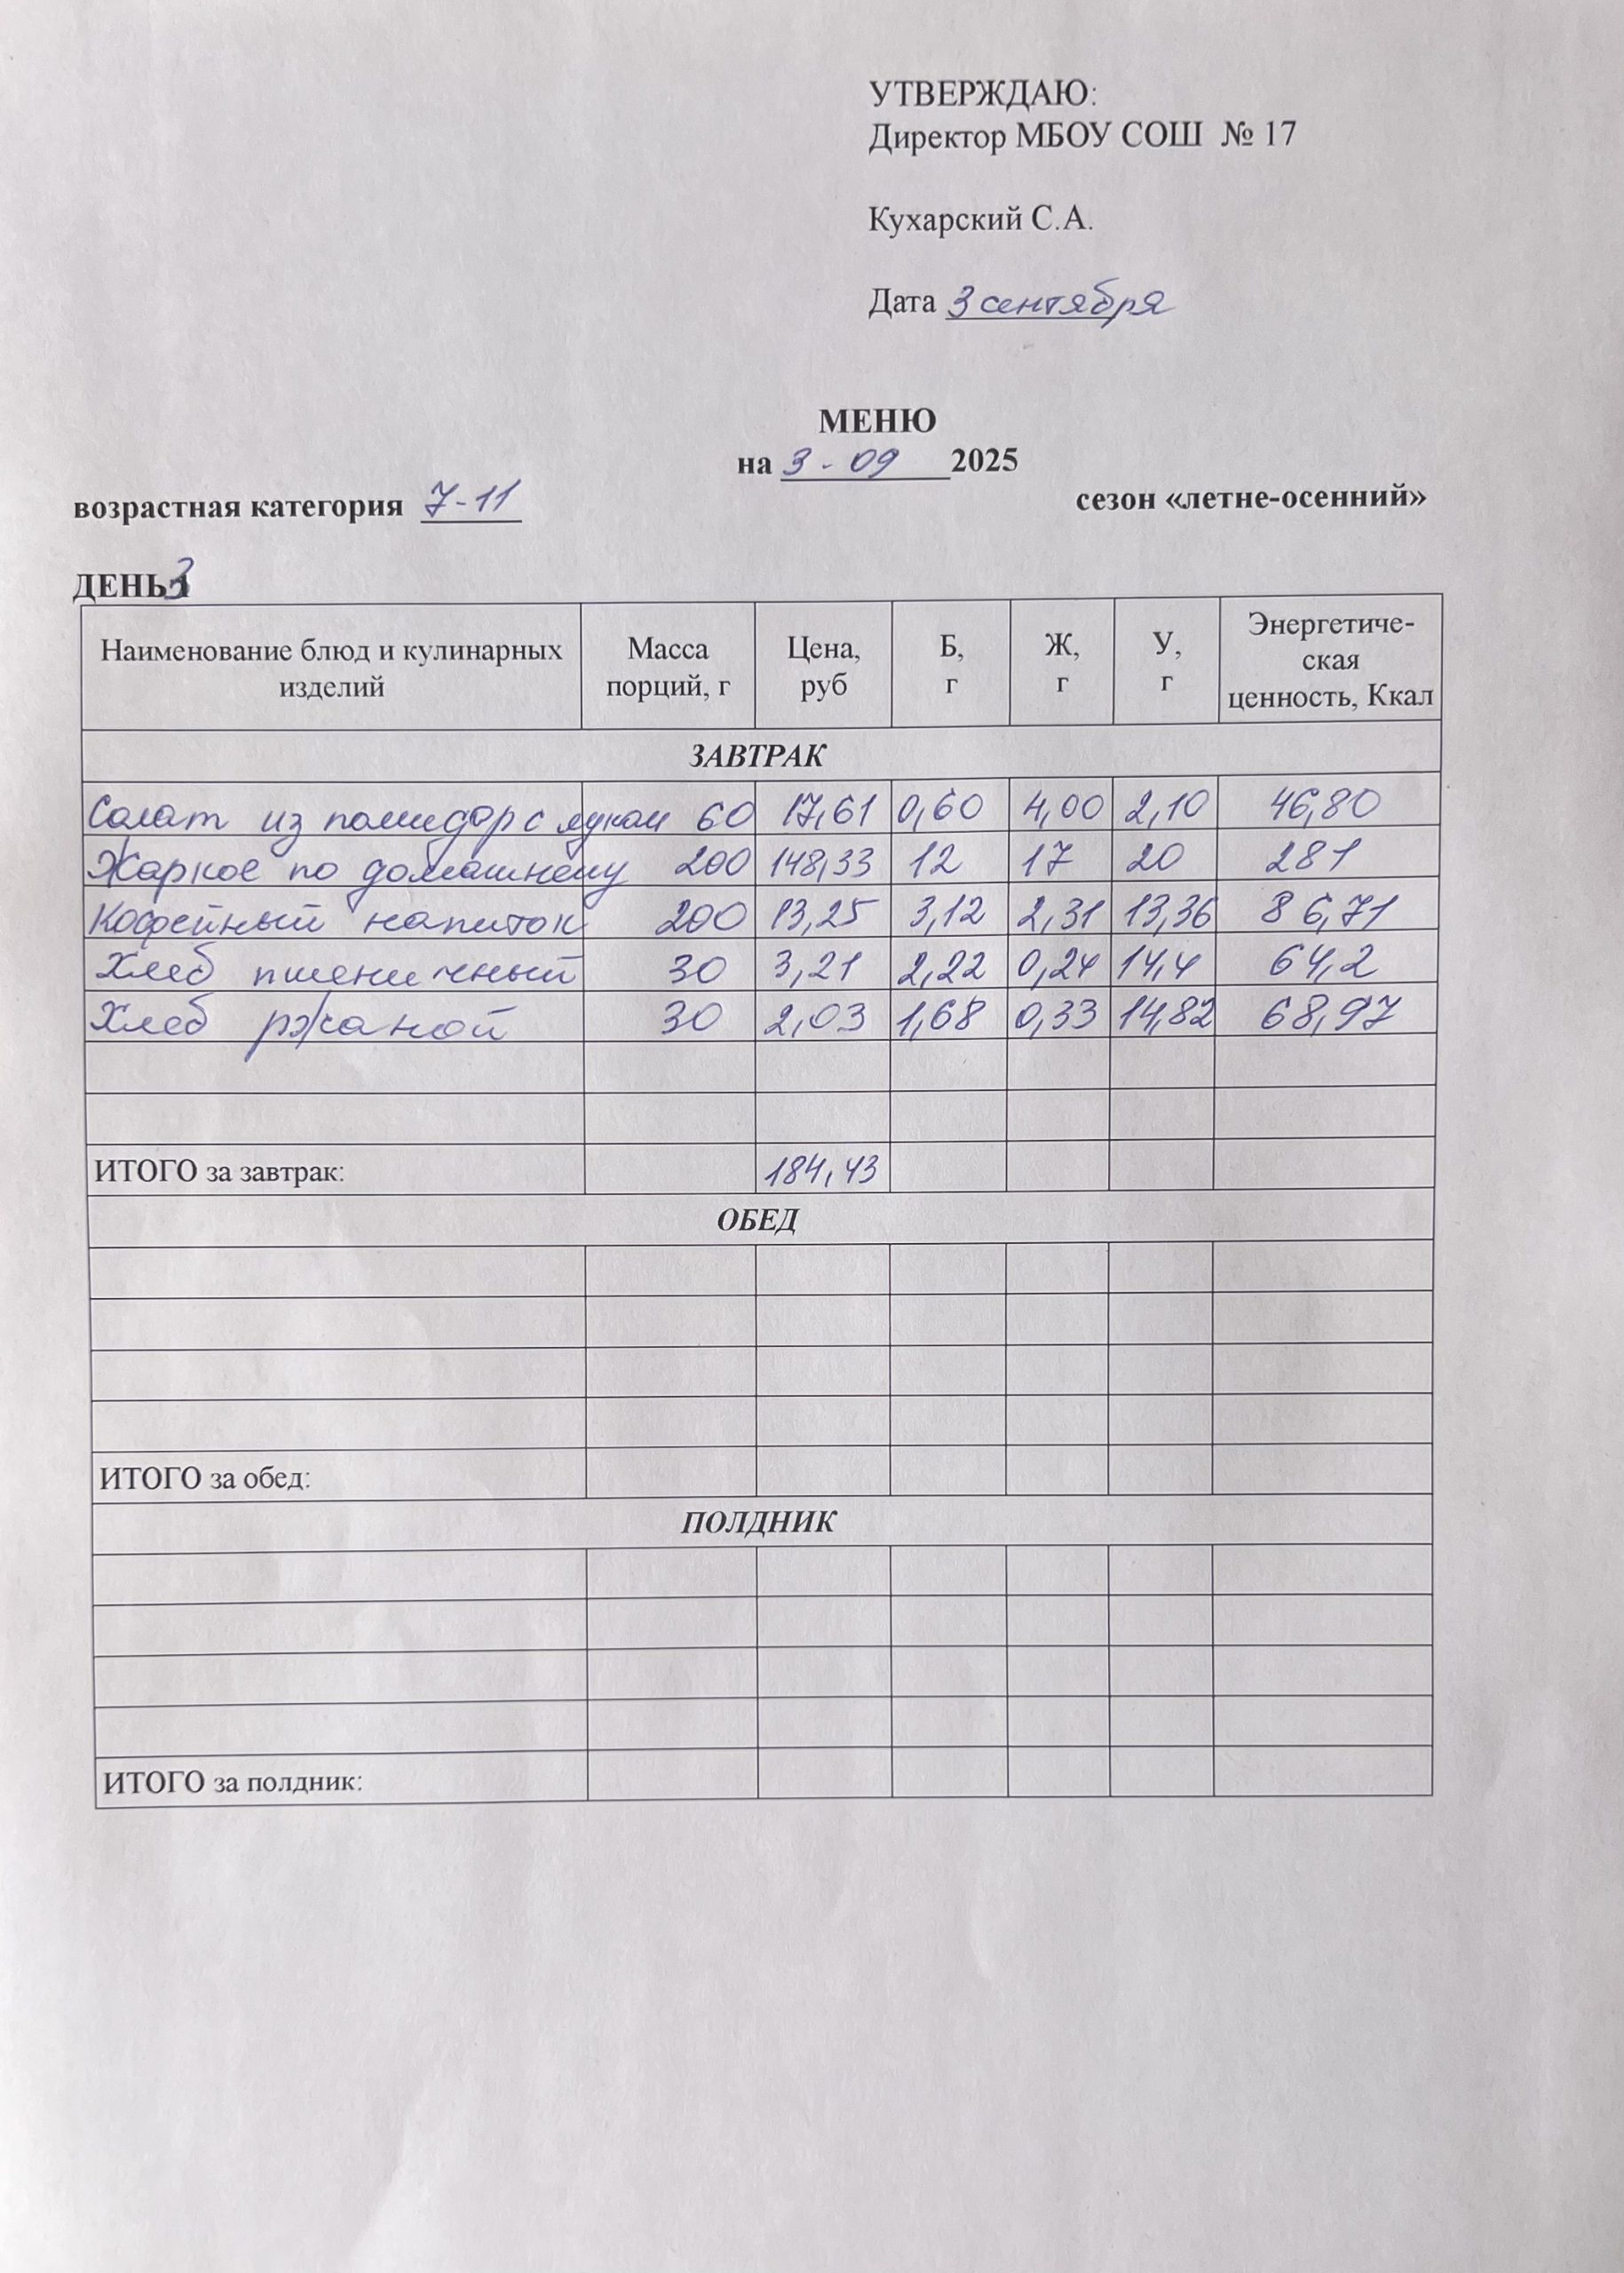 УТВЕРЖДАЮ:
Директор МБОУ СОШ № 17
Кухарский С.А.
Дата 3 сентября
МЕНЮ
на 3-09 2025
возрастная категория 7-11 сезон «летне-осенний»
ДЕНЬ 3
Наименование блюд и кулинарных изделий Масса порций, г Цена, руб Б, г Ж, г У, г Энергетиче-ская ценность, Ккал
ЗАВТРАК
Салат из помидор с луком 60 17,61 0,60 4,00 2,10 46,80
Жаркое по домашнему 200 148,33 12 17 20 281
Кофейный напиток 200 13,25 3,12 2,31 13,36 86,71
Хлеб пшеничный 30 3,21 2,22 0,24 14,4 64,2
Хлеб ржаной 30 2,03 1,68 0,33 14,82 68,97
ИТОГО за завтрак: 184,43
ОБЕД
ИТОГО за обед:
ПОЛДНИК
ИТОГО за полдник: